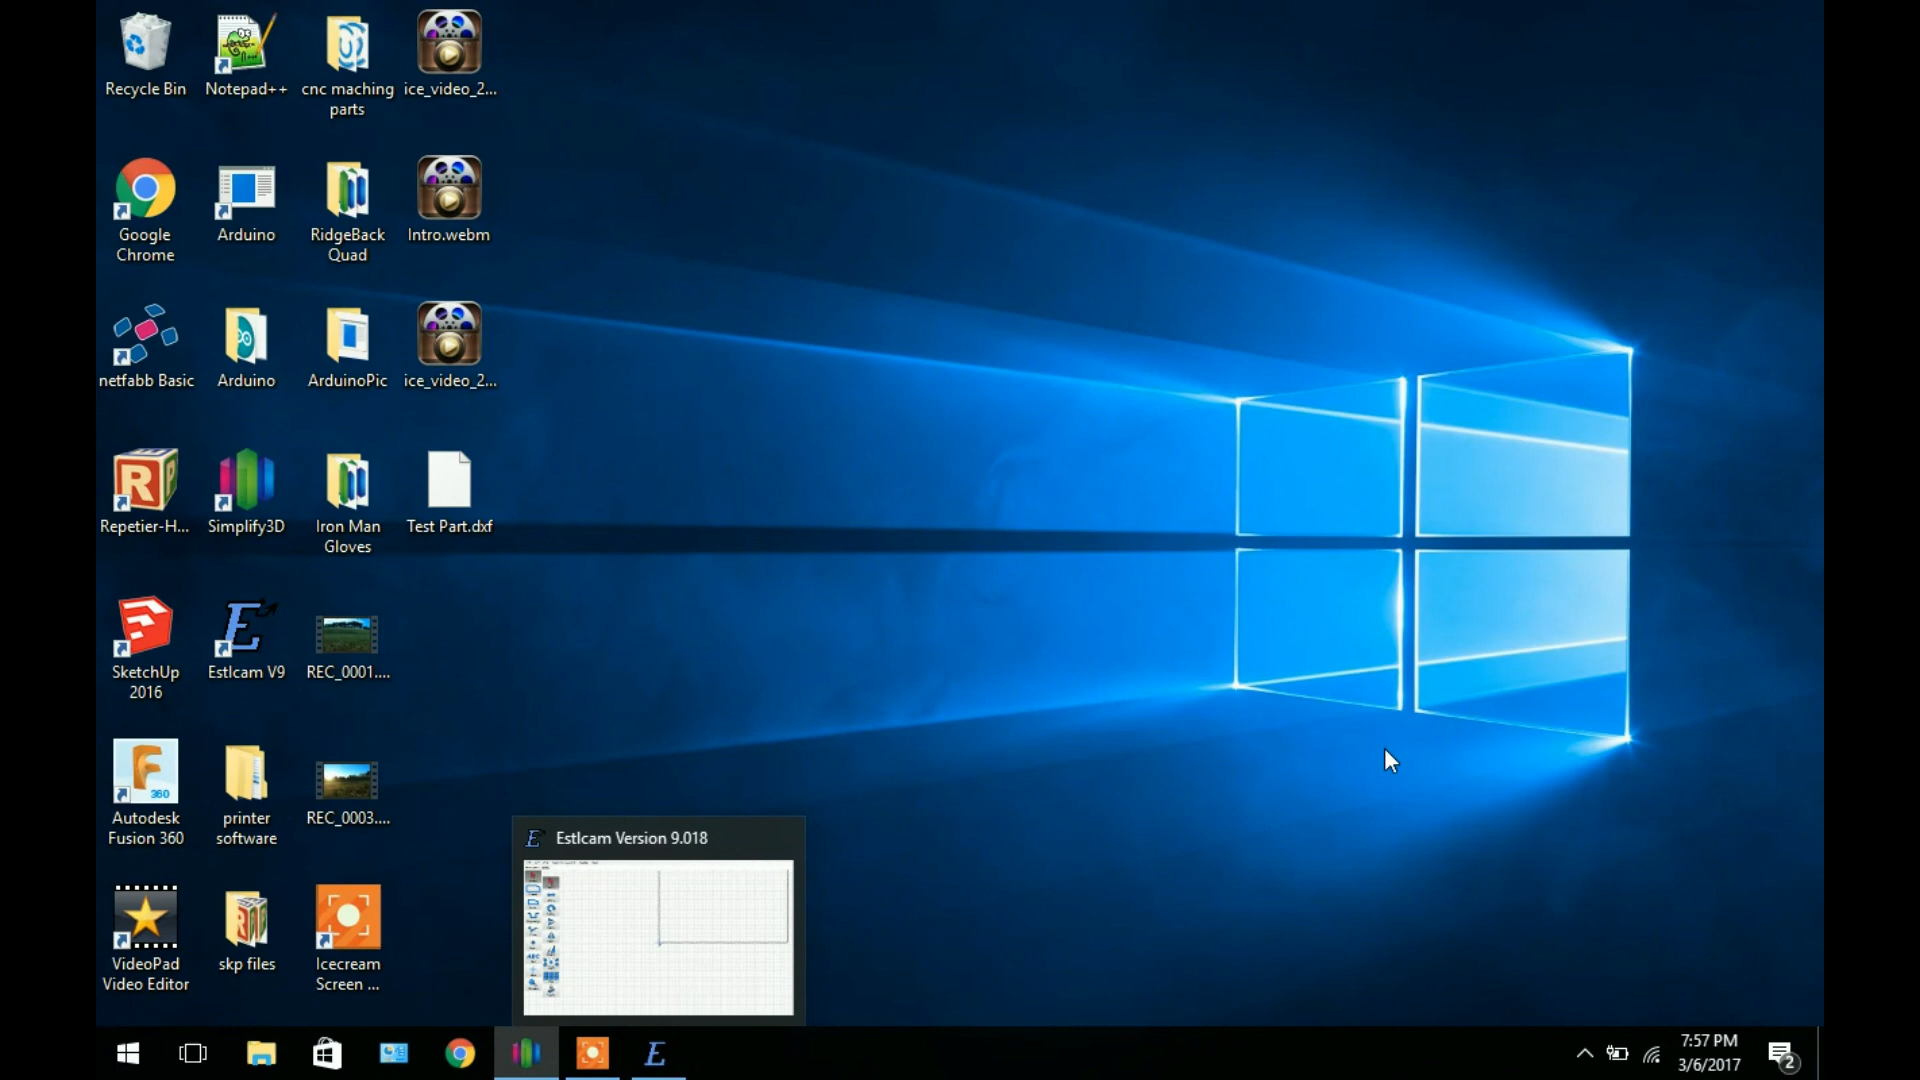 Recycle Bin
Notepad++
cnc maching
parts
ice_video_2...
Google
Chrome
Arduino
RidgeBack
Quad
Intro.webm
netfabb Basic
Arduino
ArduinoPic
ice_video_2...
Repetier-H...
Simplify3D
Iron Man
Gloves
Test Part.dxf
SketchUp
2016
Estlcam V9
REC_0001....
360
Autodesk
Fusion 360
printer
software
REC_0003....
VideoPad
Video Editor
skp files
Icecream
Screen ...
Estlcam Version 9.018
7:57 PM
3/6/2017
2